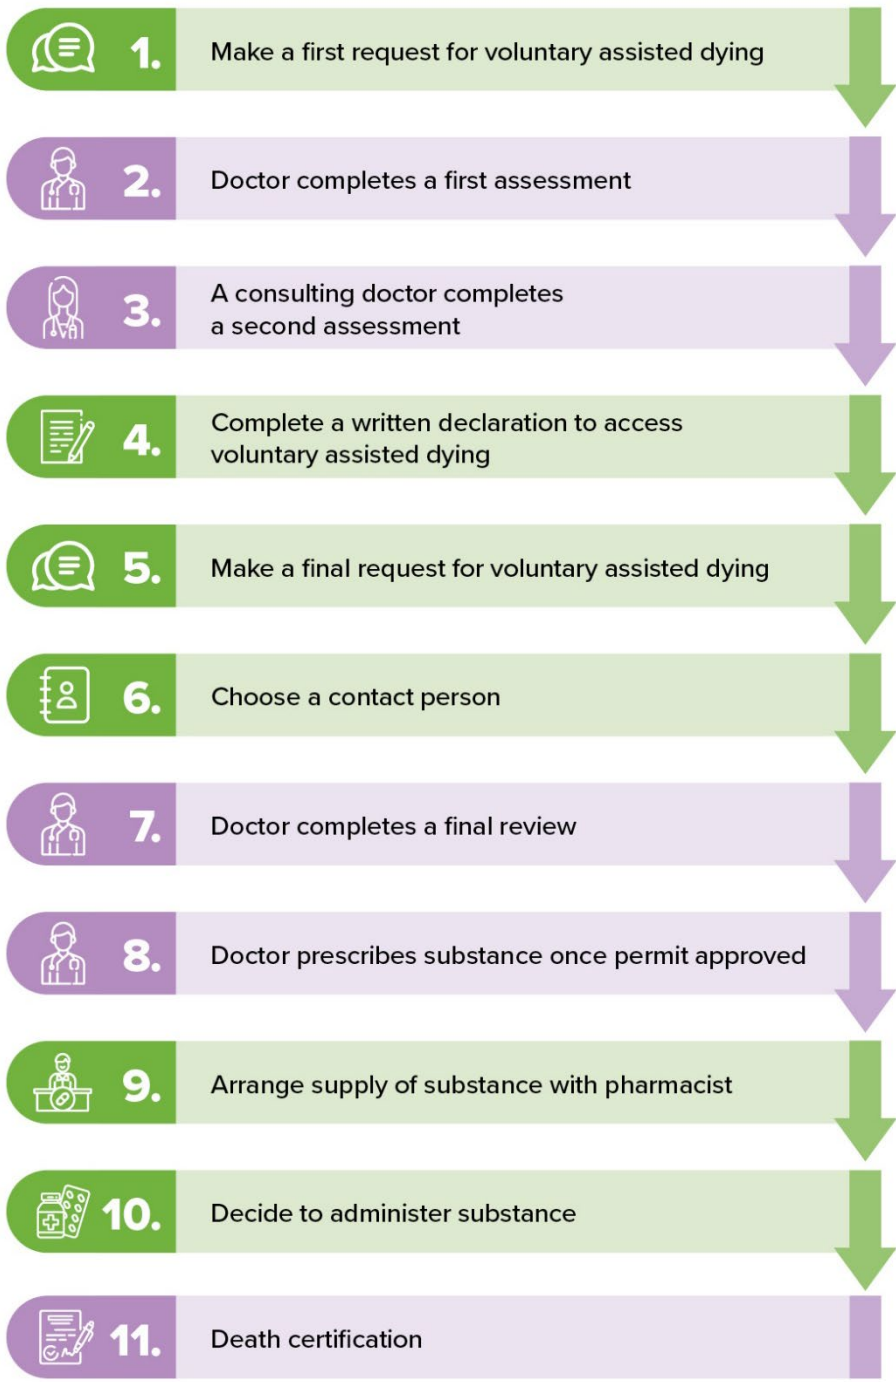 1. Make a first request for voluntary assisted dying
2. Doctor completes a first assessment
3. A consulting doctor completes
a second assessment
4. Complete a written declaration to access
voluntary assisted dying
5. Make a final request for voluntary assisted dying
6. Choose a contact person
7. Doctor completes a final review
8. Doctor prescribes substance once permit approved
9. Arrange supply of substance with pharmacist
10. Decide to administer substance
11. Death certification